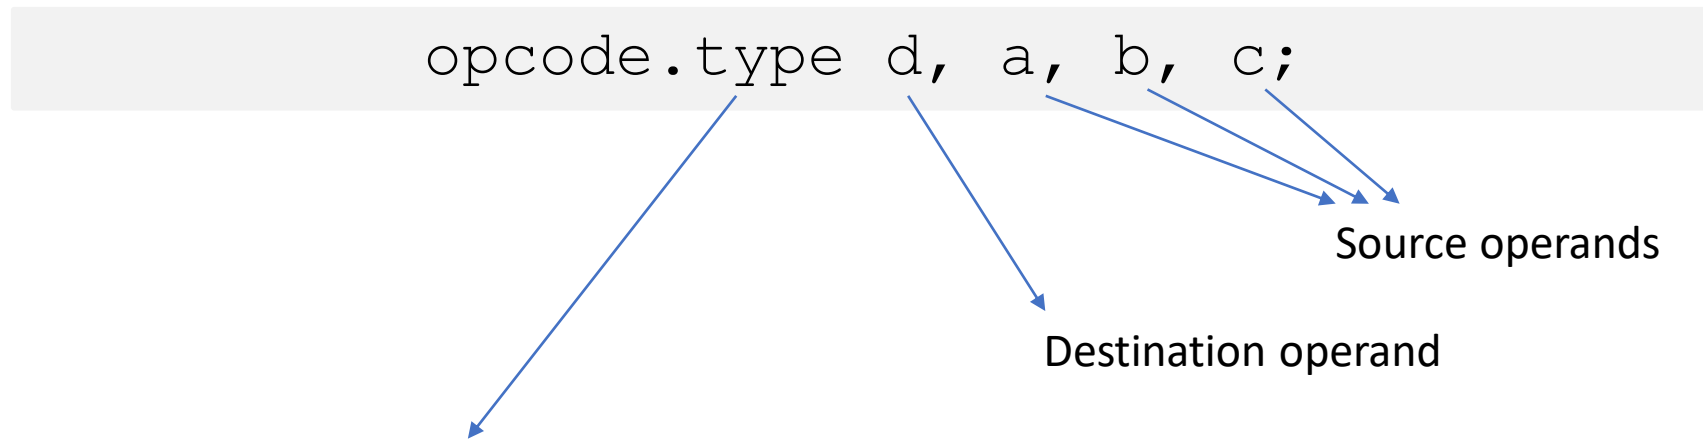 opcode.type d, a, b, c;
Source operands
Destination operand